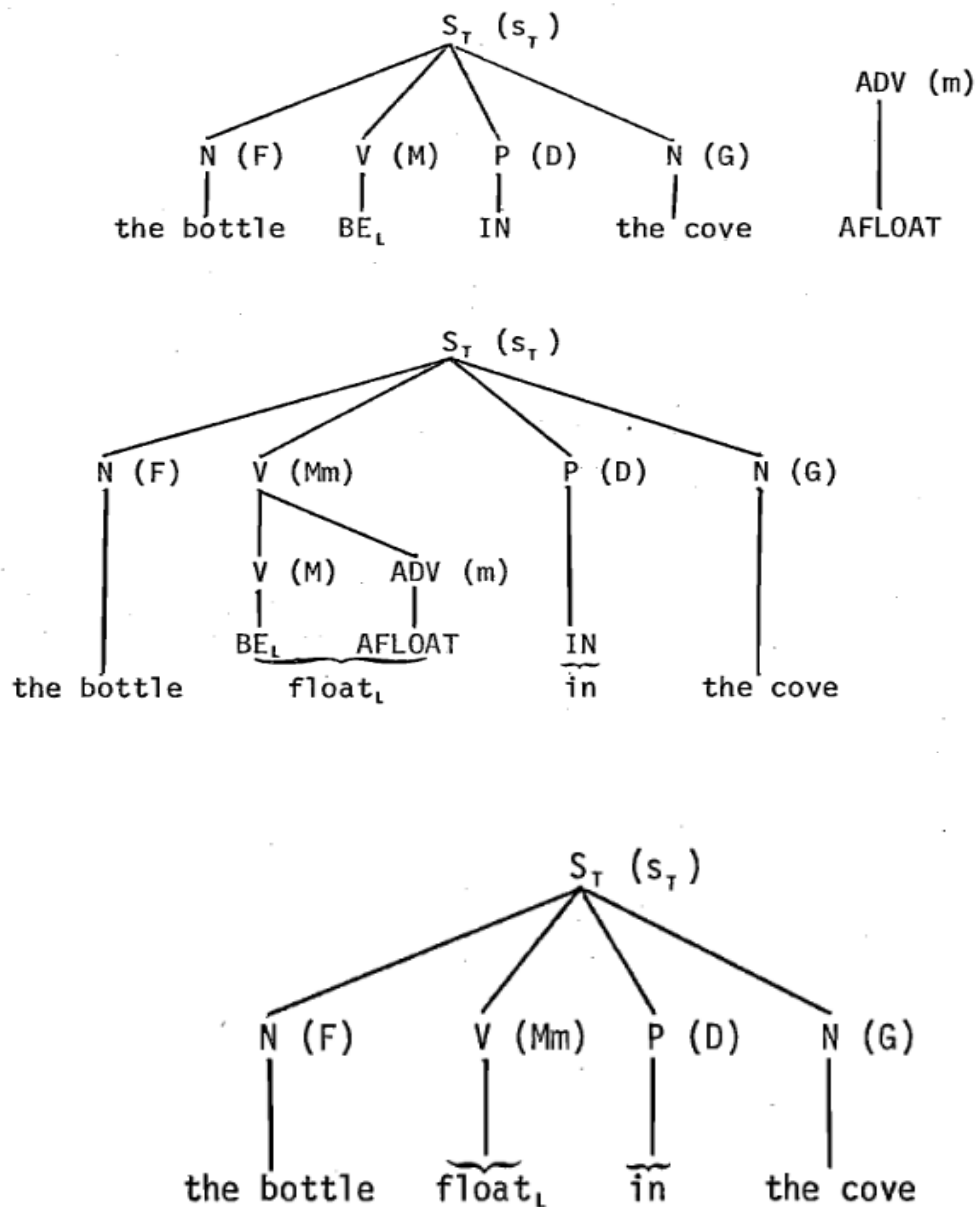 S_T (s_T)
ADV (m)
N (F) V (M) P (D) N (G)
the bottle BE_L IN the cove AFLOAT
S_T (s_T)
N (F) V (Mm) P (D) N (G)
V (M) ADV (m)
BE_L AFLOAT IN
the bottle float_L in the cove
S_T (s_T)
N (F) V (Mm) P (D) N (G)
the bottle float_L in the cove